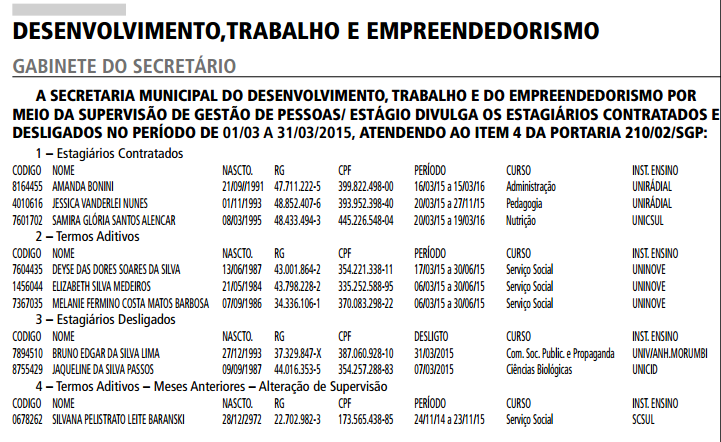 DESENVOLVIMENTO,TRABALHO E EMPREENDEDORISMO
GABINETE DO SECRETÁRIO
A SECRETARIA MUNICIPAL DO DESENVOLVIMENTO, TRABALHO E DO EMPREENDEDORISMO POR
MEIO DA SUPERVISÃO DE GESTÃO DE PESSOAS/ ESTÁGIO DIVULGA OS ESTAGIÁRIOS CONTRATADOS E
DESLIGADOS NO PERÍODO DE 01/03 A 31/03/2015, ATENDENDO AO ITEM 4 DA PORTARIA 210/02/SGP:
1 – Estagiários Contratados
CODIGO NOME NASCTO. RG CPF PERÍODO CURSO INST. ENSINO
8164455 AMANDA BONINI 21/09/1991 47.711.222-5 399.822.498-00 16/03/15 a 15/03/16 Administração UNIRÁDIAL
4010616 JESSICA VANDERLEI NUNES 01/11/1993 48.852.407-6 393.952.398-40 20/03/15 a 27/11/15 Pedagogia UNIRÁDIAL
7601702 SAMIRA GLÓRIA SANTOS ALENCAR 08/03/1995 48.433.494-3 445.226.548-04 20/03/15 a 19/03/16 Nutrição UNICSUL
2 – Termos Aditivos
CODIGO NOME NASCTO. RG CPF PERÍODO CURSO INST. ENSINO
7604435 DEYSE DAS DORES SOARES DA SILVA 13/06/1987 43.001.864-2 354.221.338-11 17/03/15 a 30/06/15 Serviço Social UNINOVE
1456044 ELIZABETH SILVA MEDEIROS 21/05/1984 43.798.228-2 335.252.588-95 06/03/15 a 30/06/15 Serviço Social UNINOVE
7367035 MELANIE FERMINO COSTA MATOS BARBOSA 07/09/1986 34.336.106-1 370.083.298-22 06/03/15 a 30/06/15 Serviço Social UNINOVE
3 – Estagiários Desligados
CODIGO NOME NASCTO. RG CPF DESLIGTO CURSO INST. ENSINO
7894510 BRUNO EDGAR DA SILVA LIMA 27/12/1993 37.329.847-X 387.060.928-10 31/03/2015 Com. Soc. Public. e Propaganda UNIV/ANH.MORUMBI
8755429 JAQUELINE DA SILVA PASSOS 09/09/1987 44.016.353-5 354.257.288-83 07/03/2015 Ciências Biológicas UNICID
4 – Termos Aditivos – Meses Anteriores – Alteração de Supervisão
CODIGO NOME NASCTO. RG CPF PERÍODO CURSO INST. ENSINO
0678262 SILVANA PELISTRATO LEITE BARANSKI 28/12/1972 22.702.982-3 173.565.438-85 24/11/14 a 23/11/15 Serviço Social SCSUL